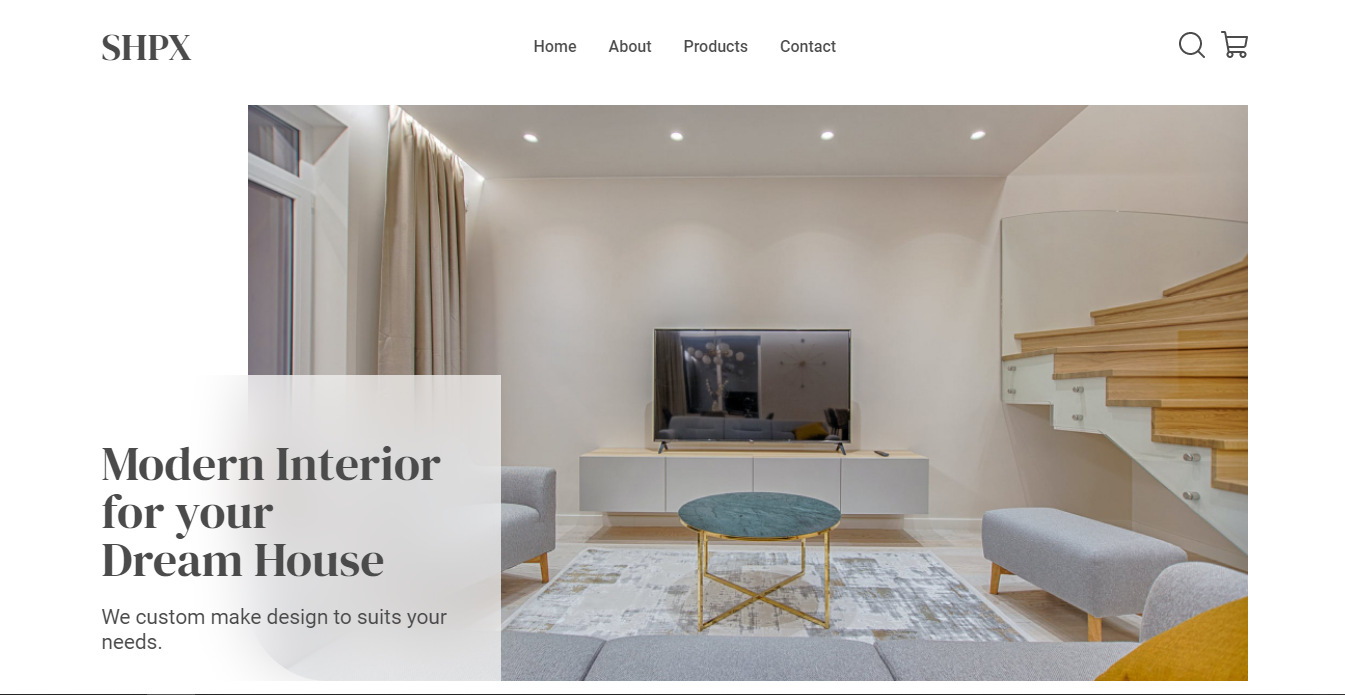 SHPX
Home About Products Contact
Modern Interior
for your
Dream House
We custom make design to suits your
needs.